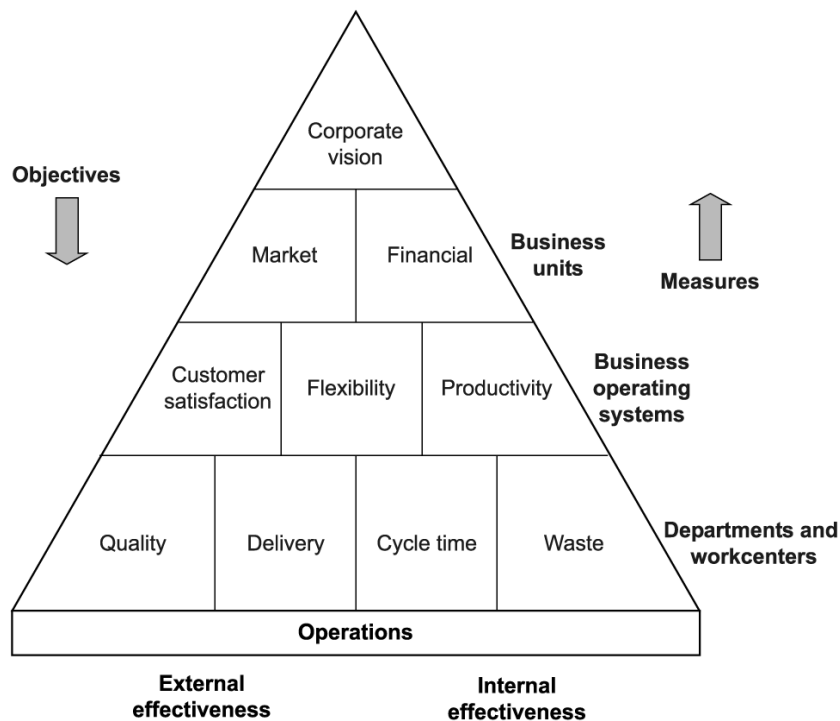 Corporate
vision
Objectives
Market
Financial
Business
units
Measures
Customer
satisfaction
Flexibility
Productivity
Business
operating
systems
Quality
Delivery
Cycle time
Waste
Departments and
workcenters
Operations
External
effectiveness
Internal
effectiveness